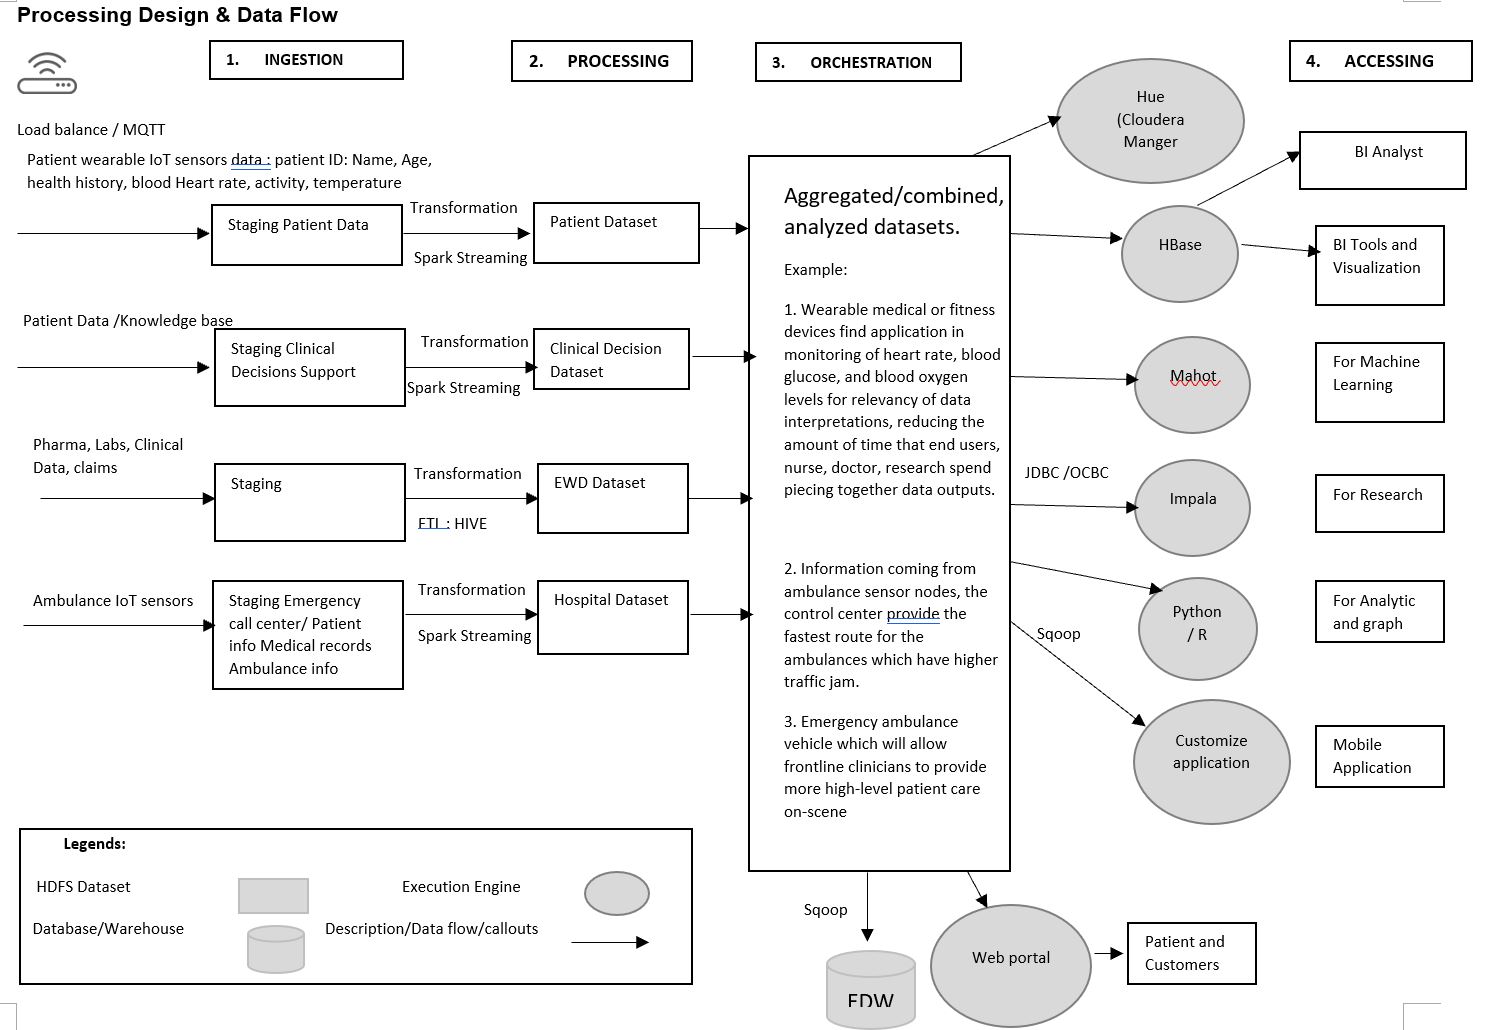 Processing Design & Data Flow
1. INGESTION
2. PROCESSING
3. ORCHESTRATION
4. ACCESSING
Load balance / MQTT
Patient wearable IoT sensors data : patient ID: Name, Age,
health history, blood Heart rate, activity, temperature
Staging Patient Data
Transformation
Spark Streaming
Patient Dataset
Patient Data /Knowledge base
Staging Clinical
Decisions Support
Transformation
Spark Streaming
Clinical Decision
Dataset
Pharma, Labs, Clinical
Data, claims
Staging
Transformation
ETL : HIVE
EWD Dataset
Ambulance IoT sensors
Staging Emergency
call center/ Patient
info Medical records
Ambulance info
Transformation
Spark Streaming
Hospital Dataset
Aggregated/combined,
analyzed datasets.
Example:
1. Wearable medical or fitness
devices find application in
monitoring of heart rate, blood
glucose, and blood oxygen
levels for relevancy of data
interpretations, reducing the
amount of time that end users,
nurse, doctor, research spend
piecing together data outputs.
2. Information coming from
ambulance sensor nodes, the
control center provide the
fastest route for the
ambulances which have higher
traffic jam.
3. Emergency ambulance
vehicle which will allow
frontline clinicians to provide
more high-level patient care
on-scene
Hue
(Cloudera
Manger
HBase
BI Analyst
BI Tools and
Visualization
Mahot
For Machine
Learning
JDBC /OCBC
Impala
For Research
Python
/ R
For Analytic
and graph
Sqoop
Customize
application
Mobile
Application
Sqoop
EDW
Web portal
Patient and
Customers
Legends:
HDFS Dataset
Execution Engine
Database/Warehouse
Description/Data flow/callouts